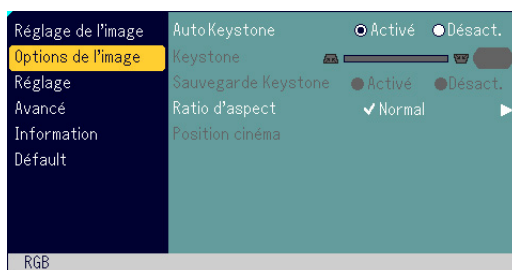 Réglage de l'image
Options de l'image
Réglage
Avancé
Information
Défaut
Auto Keystone Activé Désact.
Keystone
Sauvegarde Keystone Activé Désact.
Ratio d'aspect Normal
Position cinéma
RGB